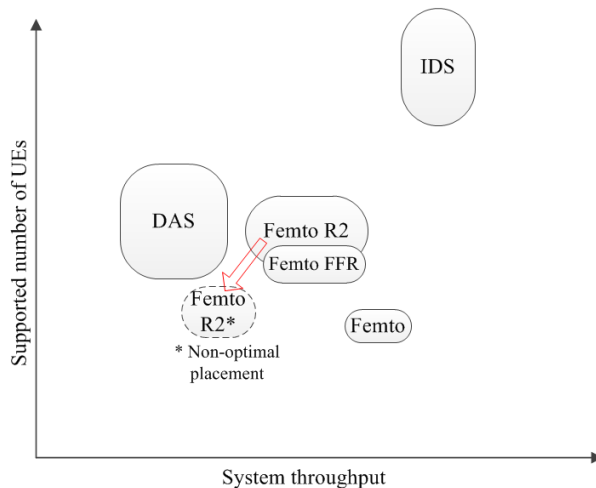 IDS
Supported number of UEs
DAS
Femto R2
Femto FFR
Femto
R2*
* Non-optimal
placement
Femto
System throughput